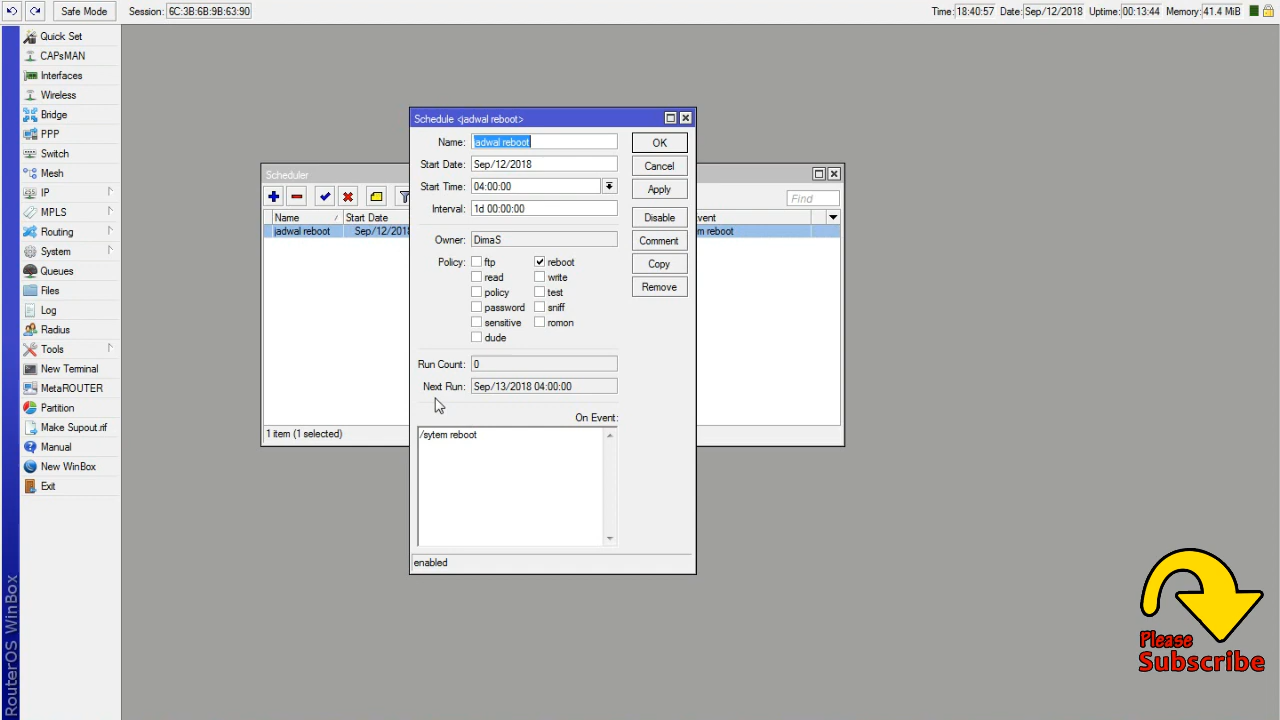 Safe Mode Session: 6C:3B:6B:9B:63:90 Time: 18:40:57 Date: Sep/12/2018 Uptime: 00:13:44 Memory: 41.4 MiB
Quick Set
CAPsMAN
Interfaces
Wireless
Bridge
PPP
Switch
Mesh
IP
MPLS
Routing
System
Queues
Files
Log
Radius
Tools
New Terminal
MetaROUTER
Partition
Make Supout.rif
Manual
New WinBox
Exit
RouterOS WinBox
Scheduler
Find
Name Start Date
jadwal reboot Sep/12/201
1 item (1 selected)
Schedule <jadwal reboot>
Name: jadwal reboot
Start Date: Sep/12/2018
Start Time: 04:00:00
Interval: 1d 00:00:00
Owner: DimaS
Policy: ftp reboot
read write
policy test
password sniff
sensitive romon
dude
Run Count: 0
Next Run: Sep/13/2018 04:00:00
On Event:
/sytem reboot
enabled
OK
Cancel
Apply
Disable
Comment
Copy
Remove
vent
m reboot
Please
Subscribe